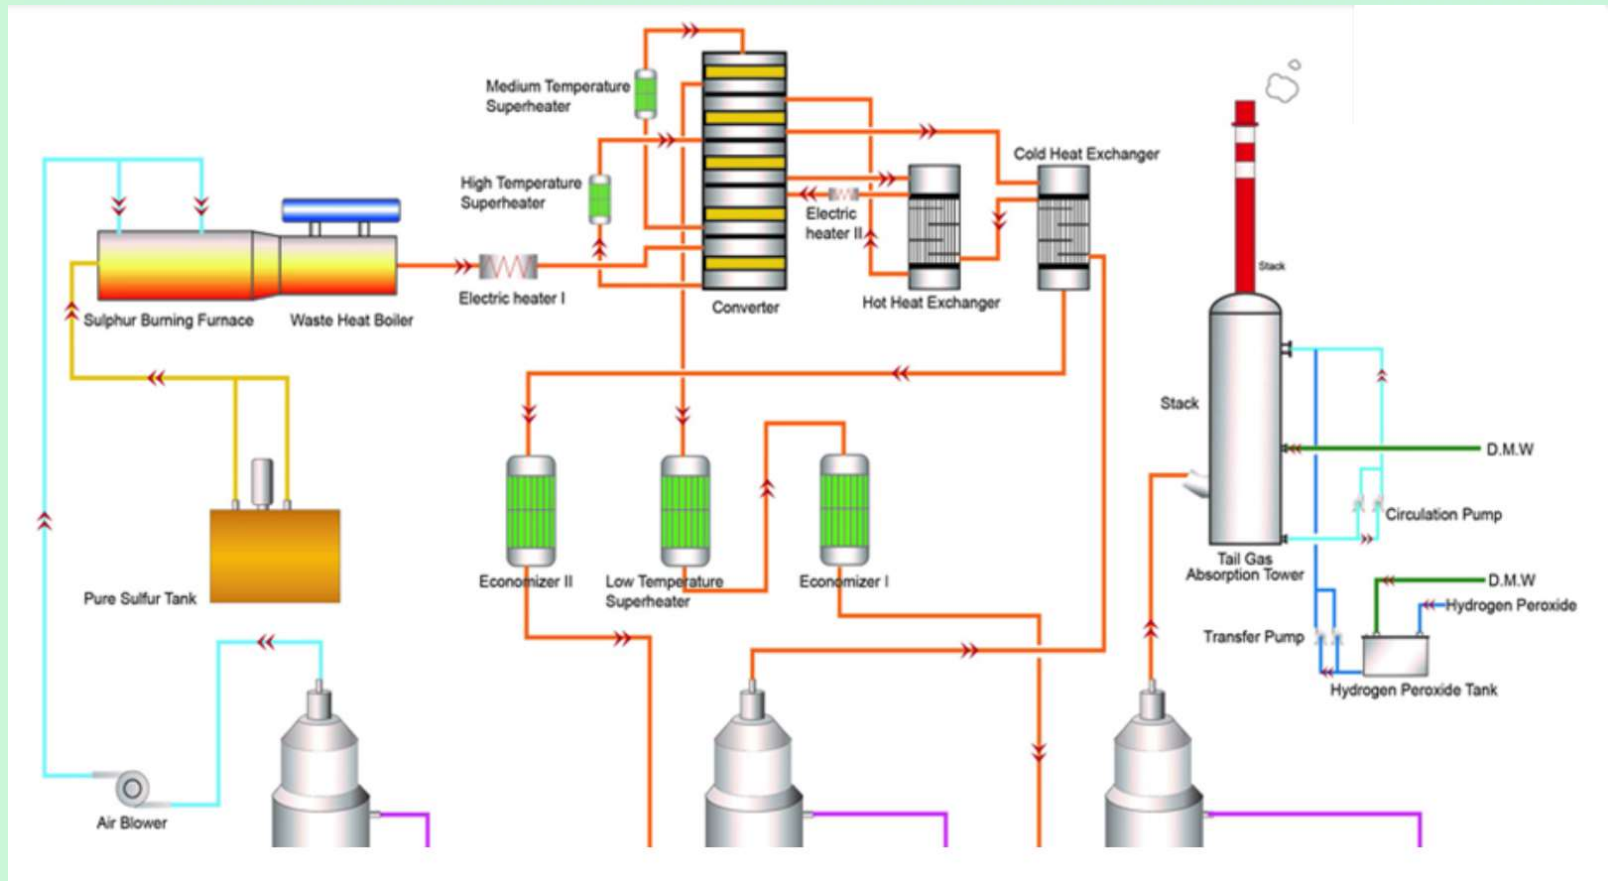 Medium Temperature
Superheater
Cold Heat Exchanger
High Temperature
Superheater
Electric
heater II
Stack
Electric heater I
Converter
Hot Heat Exchanger
Sulphur Burning Furnace
Waste Heat Boiler
Stack
D.M.W
Circulation Pump
Tail Gas
Absorption Tower
Economizer II
Low Temperature
Superheater
Economizer I
D.M.W
Hydrogen Peroxide
Pure Sulfur Tank
Transfer Pump
Hydrogen Peroxide Tank
Air Blower